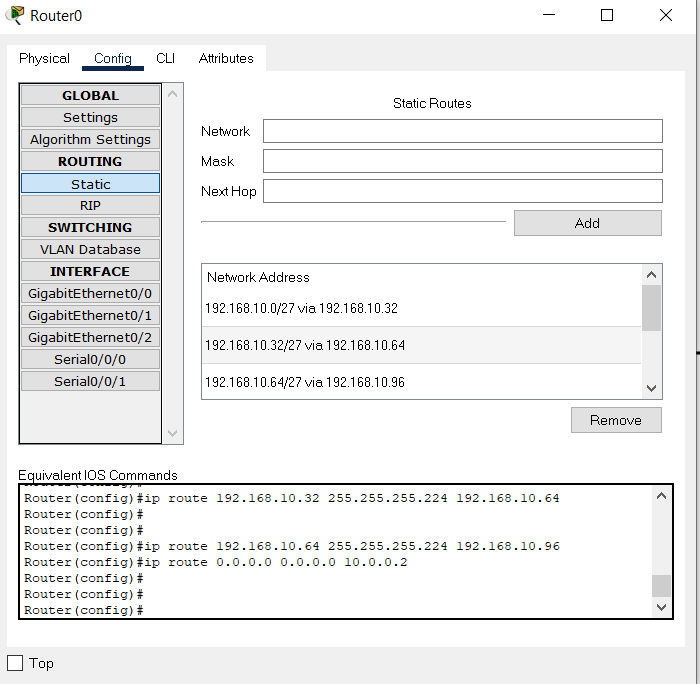 Router0
Physical Config CLI Attributes
GLOBAL
Settings
Algorithm Settings
ROUTING
Static
RIP
SWITCHING
VLAN Database
INTERFACE
GigabitEthernet0/0
GigabitEthernet0/1
GigabitEthernet0/2
Serial0/0/0
Serial0/0/1
Static Routes
Network
Mask
Next Hop
Add
Network Address
192.168.10.0/27 via 192.168.10.32
192.168.10.32/27 via 192.168.10.64
192.168.10.64/27 via 192.168.10.96
Remove
Equivalent IOS Commands
Router(config)#
Router(config)#ip route 192.168.10.32 255.255.255.224 192.168.10.64
Router(config)#
Router(config)#
Router(config)#ip route 192.168.10.64 255.255.255.224 192.168.10.96
Router(config)#ip route 0.0.0.0 0.0.0.0 10.0.0.2
Router(config)#
Router(config)#
Router(config)#
Top